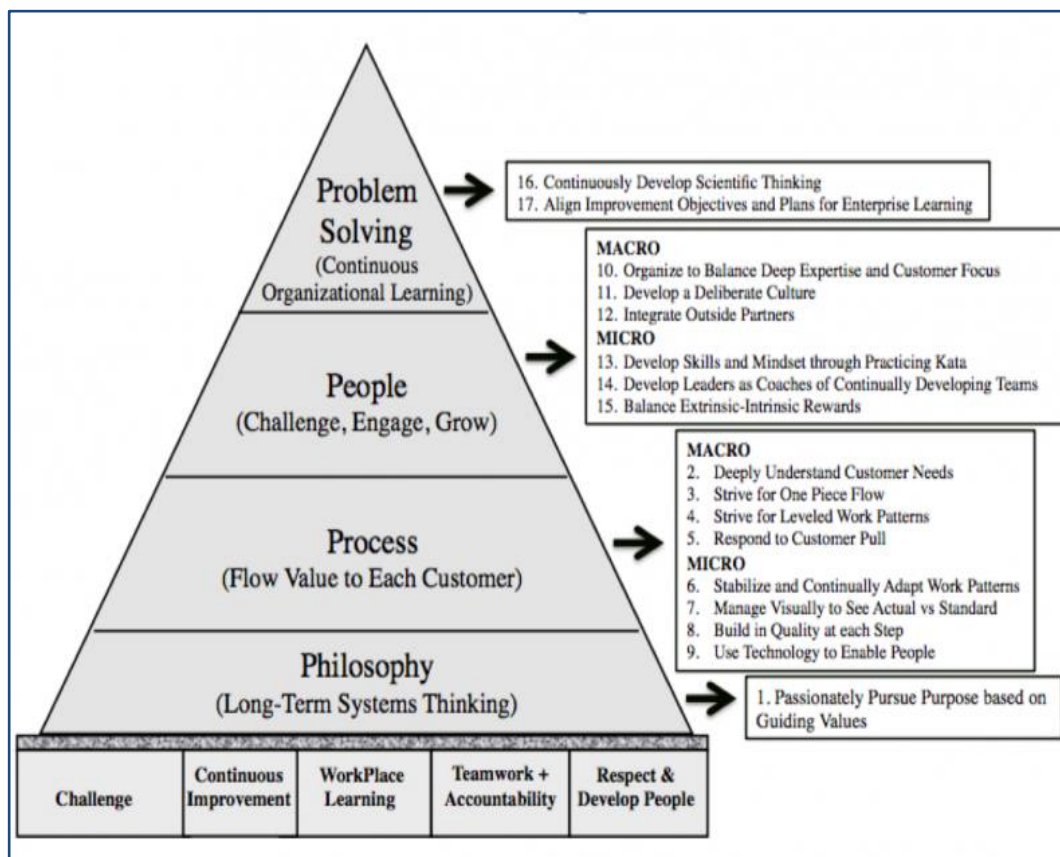 Problem
Solving
(Continuous
Organizational Learning)
16. Continuously Develop Scientific Thinking
17. Align Improvement Objectives and Plans for Enterprise Learning
People
(Challenge, Engage, Grow)
MACRO
10. Organize to Balance Deep Expertise and Customer Focus
11. Develop a Deliberate Culture
12. Integrate Outside Partners
MICRO
13. Develop Skills and Mindset through Practicing Kata
14. Develop Leaders as Coaches of Continually Developing Teams
15. Balance Extrinsic-Intrinsic Rewards
Process
(Flow Value to Each Customer)
MACRO
2. Deeply Understand Customer Needs
3. Strive for One Piece Flow
4. Strive for Leveled Work Patterns
5. Respond to Customer Pull
MICRO
6. Stabilize and Continually Adapt Work Patterns
7. Manage Visually to See Actual vs Standard
8. Build in Quality at each Step
9. Use Technology to Enable People
Philosophy
(Long-Term Systems Thinking)
1. Passionately Pursue Purpose based on
Guiding Values
Challenge
Continuous
Improvement
WorkPlace
Learning
Teamwork +
Accountability
Respect &
Develop People